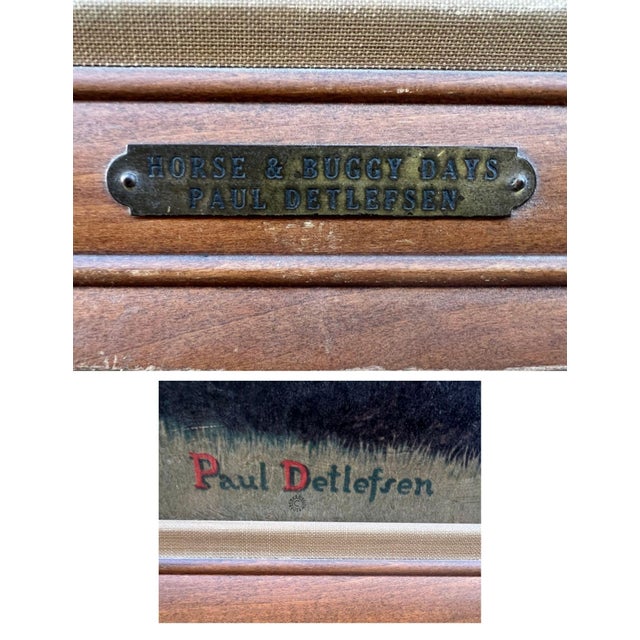 HORSE & BUGGY DAYS
PAUL DETLEFSEN
Paul Detlefsen